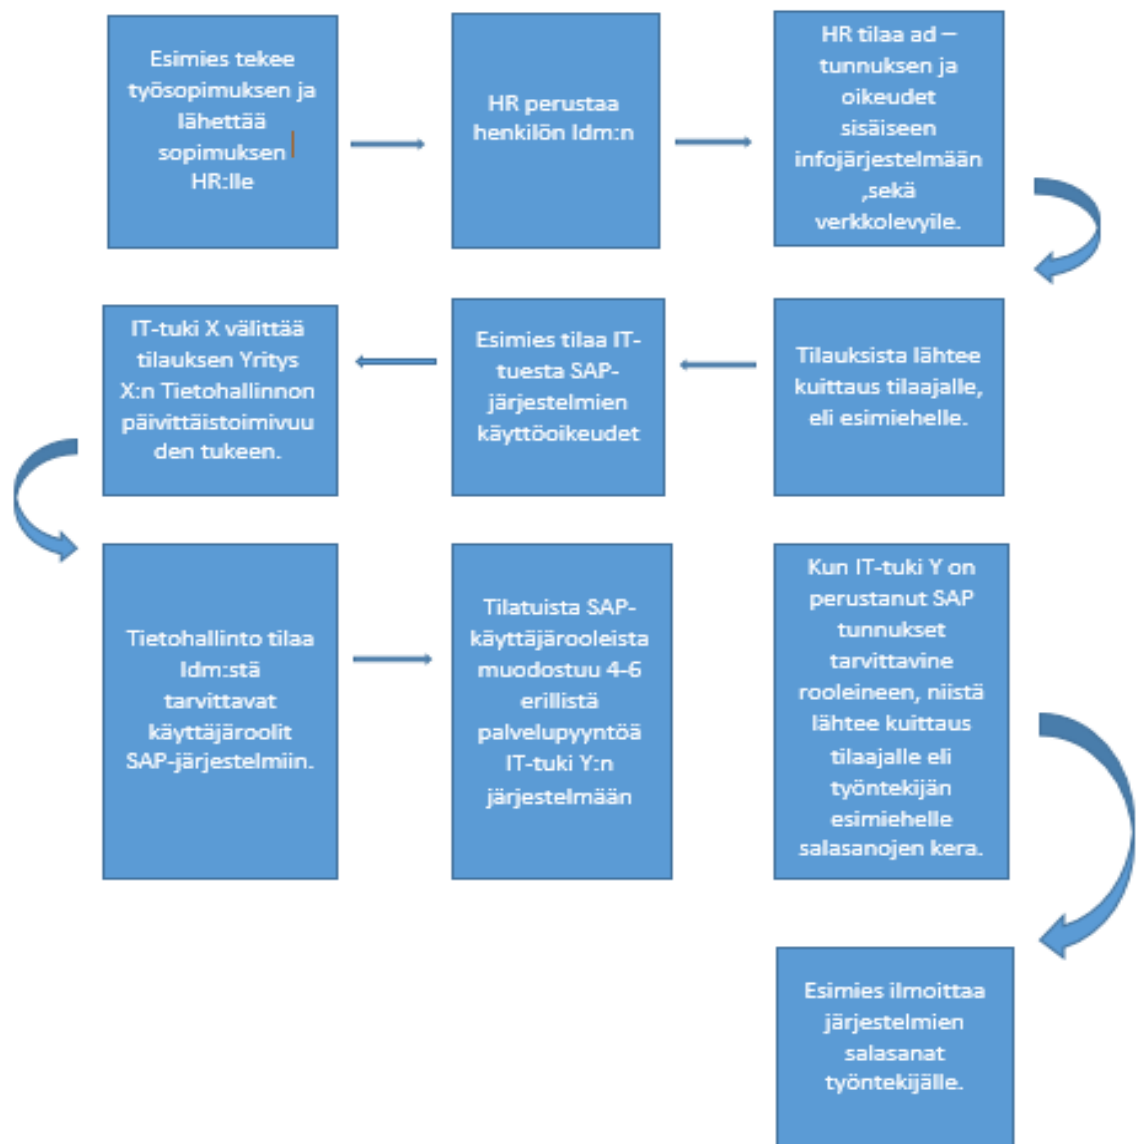 Esimies tekee
työsopimuksen ja
lähettää
sopimuksen
HR:lle
HR perustaa
henkilön Idm:n
HR tilaa ad –
tunnuksen ja
oikeudet
sisäiseen
infojärjestelmään
,sekä
verkkolevyile.
Tilauksista lähtee
kuittaus tilaajalle,
eli esimiehelle.
Esimies tilaa IT-
tuesta SAP-
järjestelmien
käyttöoikeudet
IT-tuki X välittää
tilauksen Yritys
X:n Tietohallinnon
päivittäistoimivuu
den tukeen.
Tietohallinto tilaa
Idm:stä
tarvittavat
käyttäjäroolit
SAP-järjestelmiin.
Tilatuista SAP-
käyttäjärooleista
muodostuu 4-6
erillistä
palvelupyyntöä
IT-tuki Y:n
järjestelmään
Kun IT-tuki Y on
perustanut SAP
tunnukset
tarvittavine
rooleineen, niistä
lähtee kuittaus
tilaajalle eli
työntekijän
esimiehelle
salasanojen kera.
Esimies ilmoittaa
järjestelmien
salasanat
työntekijälle.